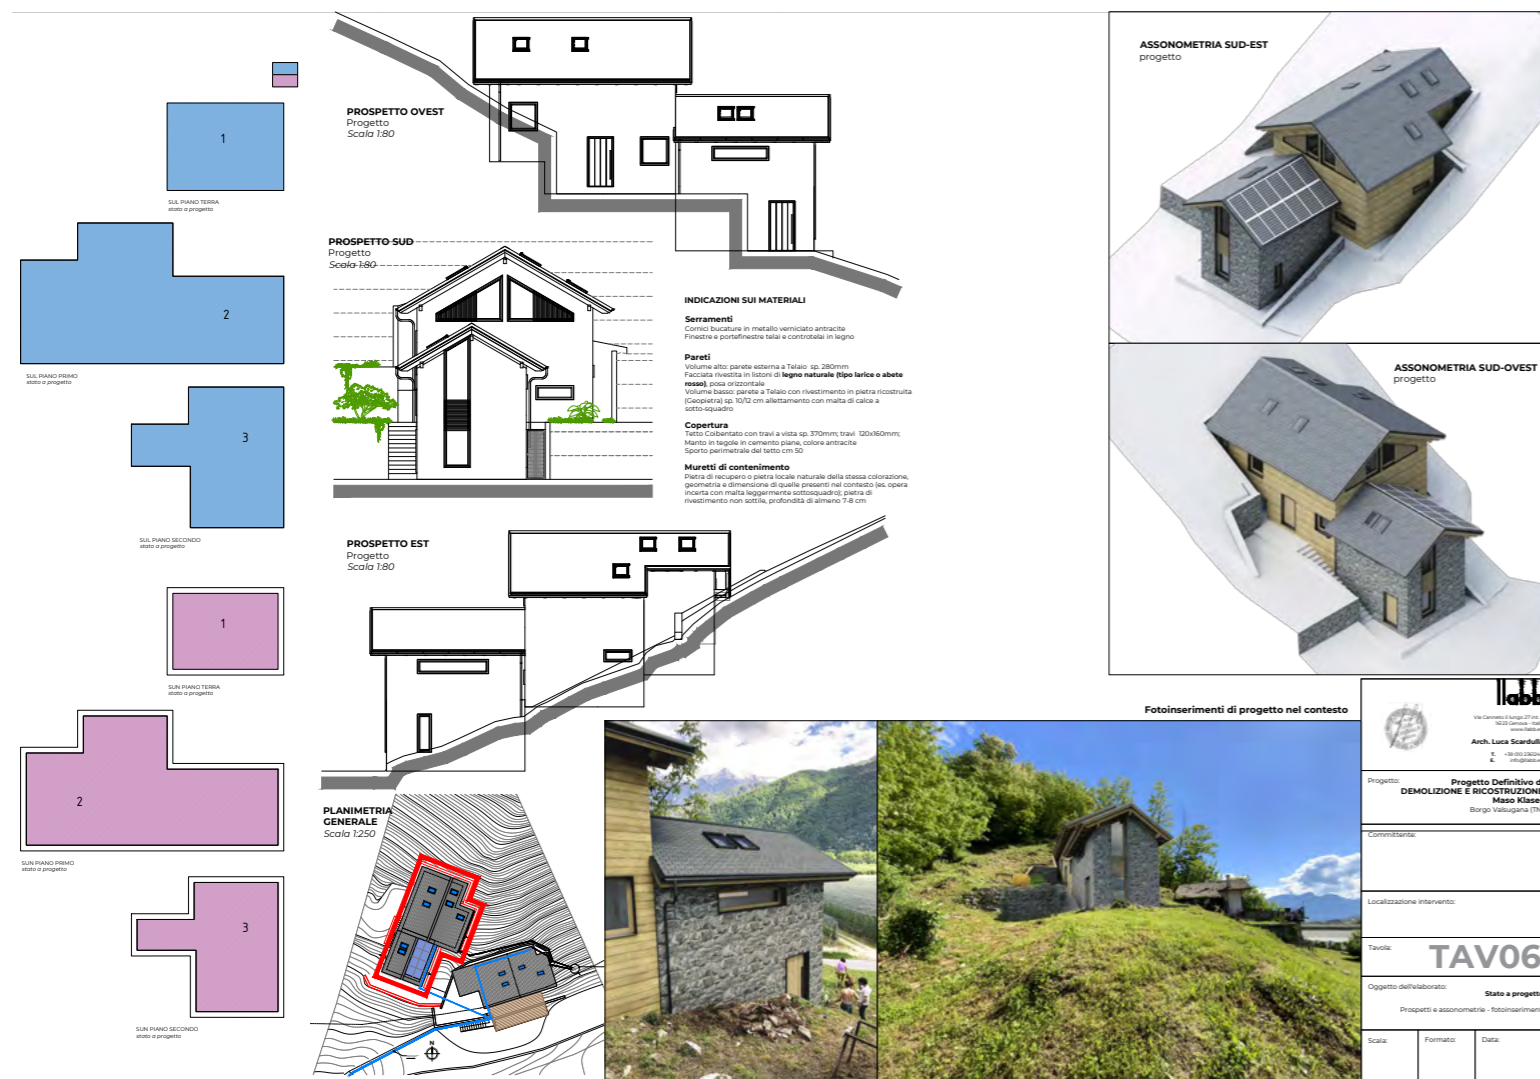 1
SUL PIANO TERRA
stato a progetto
2
SUL PIANO PRIMO
stato a progetto
3
SUL PIANO SECONDO
stato a progetto
1
SUN PIANO TERRA
stato a progetto
2
SUN PIANO PRIMO
stato a progetto
3
SUN PIANO SECONDO
stato a progetto
PROSPETTO OVEST
Progetto
Scala 1:80
PROSPETTO SUD
Progetto
Scala 1:80
INDICAZIONI SUI MATERIALI
Serramenti
Cornici bucature in metallo verniciato antracite
Finestre e portefinestre telai e controtelai in legno
Pareti
Volume alto: parete esterna a Telaio sp. 280mm
Facciata rivestita in listoni di legno naturale (tipo larice o abete
rosso), posa orizzontale
Volume basso: parete a Telaio con rivestimento in pietra ricostruita
(Geopietra) sp. 10/12 cm allettamento con malta di calce a
sotto-squadro
Copertura
Tetto Coibentato con travi a vista sp. 370mm; travi 120x160mm;
Manto in tegole in cemento piane, colore antracite
Sporto perimetrale del tetto cm 50
Muretti di contenimento
Pietra di recupero o pietra locale naturale della stessa colorazione,
geometria e dimensione di quelle presenti nel contesto (es. opera
incerta con malta leggermente sottosquadro); pietra di
rivestimento non sottile, profondità di almeno 7-8 cm
PROSPETTO EST
Progetto
Scala 1:80
PLANIMETRIA
GENERALE
Scala 1:250
N
ASSONOMETRIA SUD-EST
progetto
ASSONOMETRIA SUD-OVEST
progetto
Fotoinserimenti di progetto nel contesto
llabb
Arch. Luca Scardull
T.
E.
Progetto:
Progetto Definitivo d
DEMOLIZIONE E RICOSTRUZIONE
Maso Klase
Borgo Valsugana (TN
Committente:
Localizzazione intervento:
Tavola:
TAV06
Oggetto dell'elaborato:
Stato a progetto
Prospetti e assonometrie - fotoinseriment
Scala:
Formato:
Data: